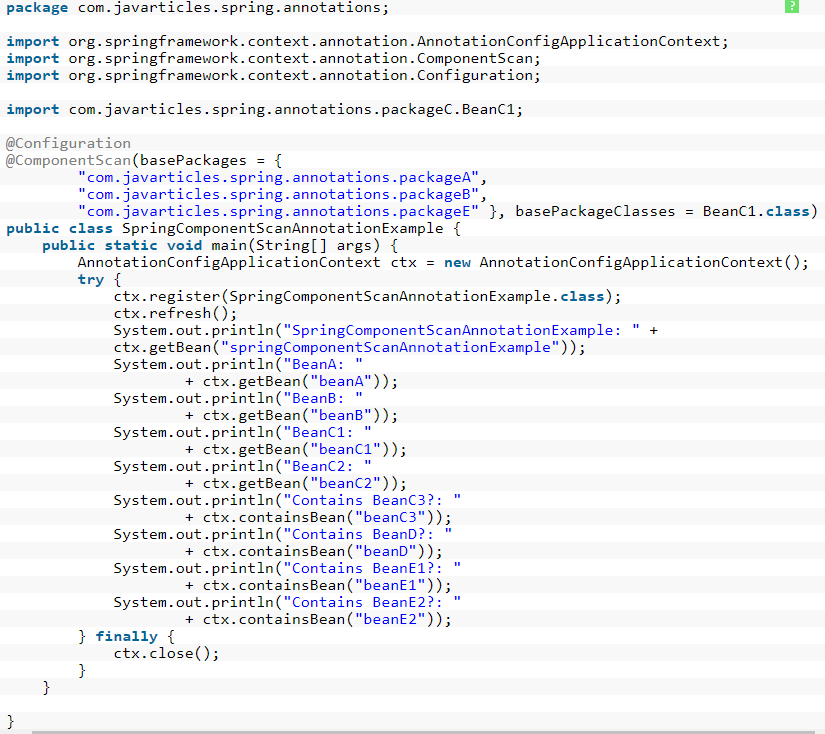 package com.javarticles.spring.annotations;
?
import org.springframework.context.annotation.AnnotationConfigApplicationContext;
import org.springframework.context.annotation.ComponentScan;
import org.springframework.context.annotation.Configuration;
import com.javarticles.spring.annotations.packageC.BeanC1;
@Configuration
@ComponentScan(basePackages = {
"com.javarticles.spring.annotations.packageA",
"com.javarticles.spring.annotations.packageB",
"com.javarticles.spring.annotations.packageE" }, basePackageClasses = BeanC1.class)
public class SpringComponentScanAnnotationExample {
public static void main(String[] args) {
AnnotationConfigApplicationContext ctx = new AnnotationConfigApplicationContext();
try {
ctx.register(SpringComponentScanAnnotationExample.class);
ctx.refresh();
System.out.println("SpringComponentScanAnnotationExample: " +
ctx.getBean("springComponentScanAnnotationExample"));
System.out.println("BeanA: "
+ ctx.getBean("beanA"));
System.out.println("BeanB: "
+ ctx.getBean("beanB"));
System.out.println("BeanC1: "
+ ctx.getBean("beanC1"));
System.out.println("BeanC2: "
+ ctx.getBean("beanC2"));
System.out.println("Contains BeanC3?: "
+ ctx.containsBean("beanC3"));
System.out.println("Contains BeanD?: "
+ ctx.containsBean("beanD"));
System.out.println("Contains BeanE1?: "
+ ctx.containsBean("beanE1"));
System.out.println("Contains BeanE2?: "
+ ctx.containsBean("beanE2"));
} finally {
ctx.close();
}
}
}